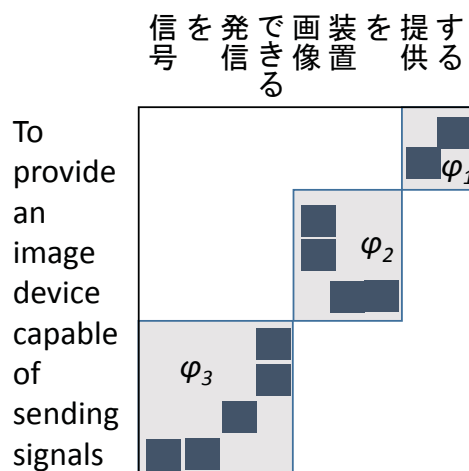 信号 を 発信 できる 画像 装置 を 提供 する
To
provide
an
image
device
capable
of
sending
signals
φ1
φ2
φ3